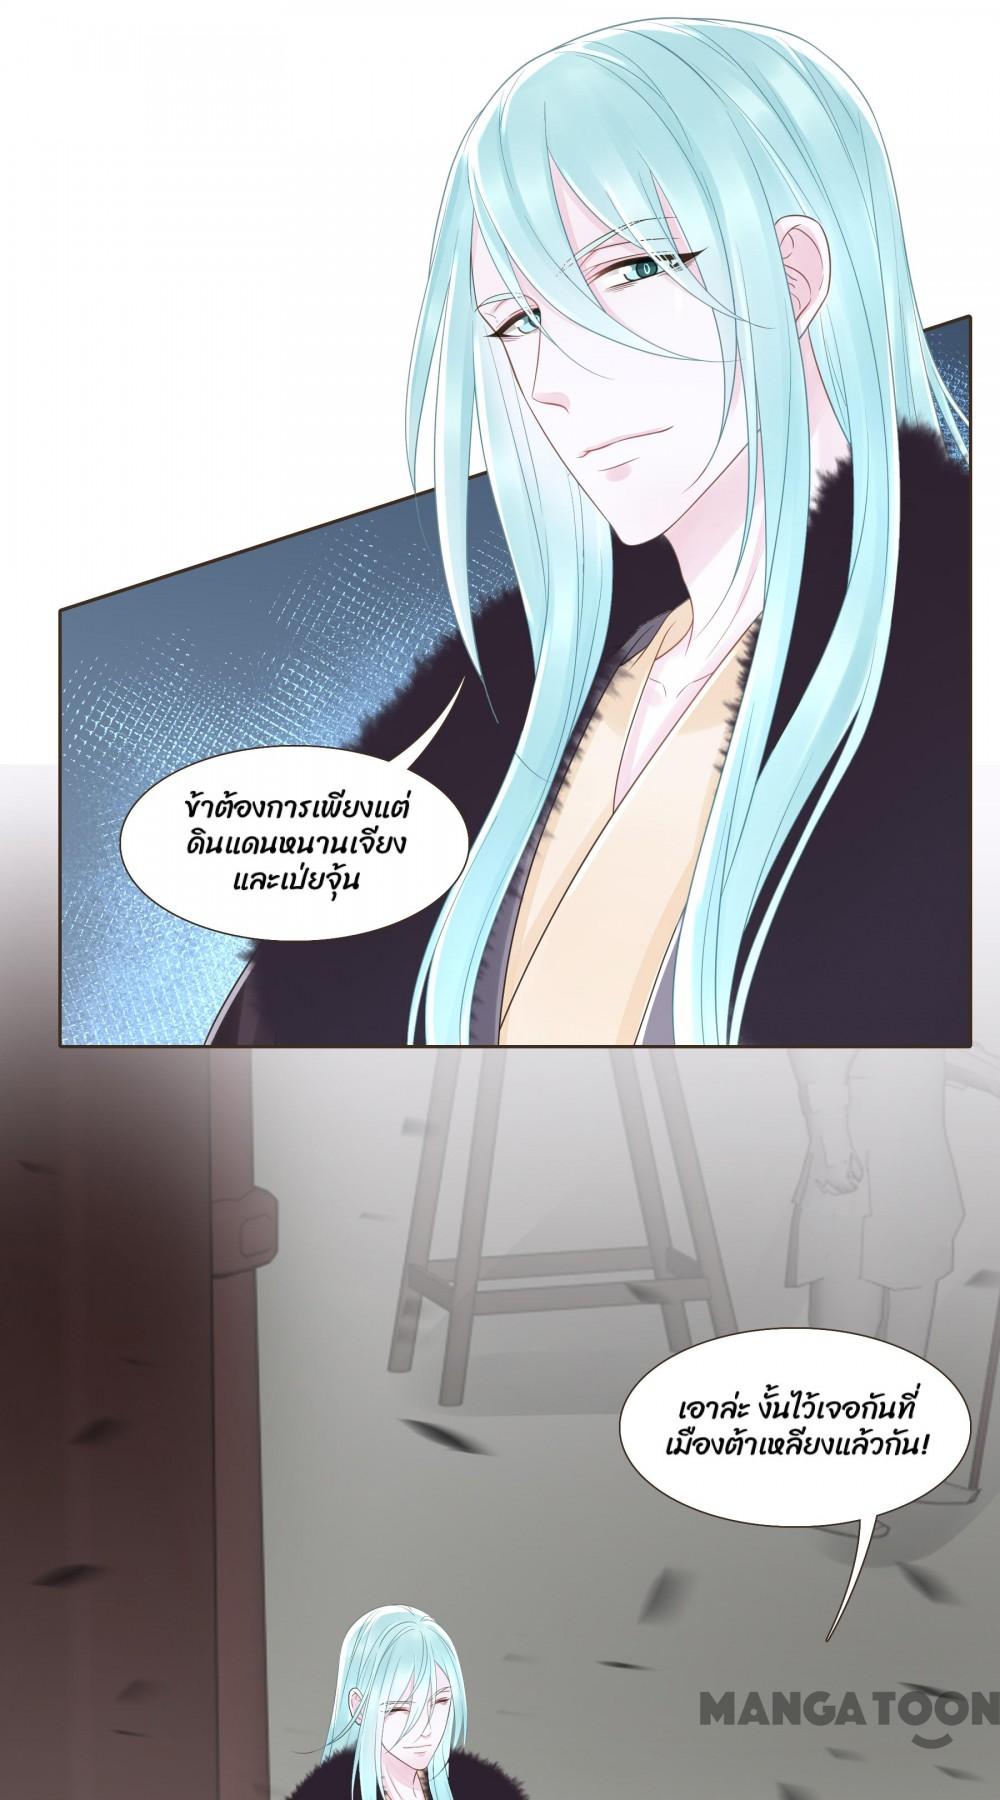 ข้าต้องการเพียงแต่
ดินแดนหนานเจียง
และเป่ยจุ้น
เอาล่ะ งั้นไว้เจอกันที่
เมืองต้าเหลียงแล้วกัน!
MANGATOON